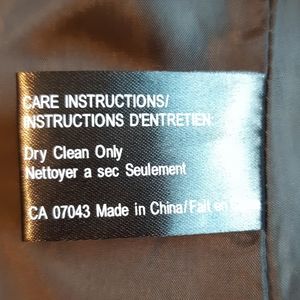 CARE INSTRUCTIONS/
INSTRUCTIONS D'ENTRETIEN:
Dry Clean Only
Nettoyer a sec Seulement
CA 07043 Made in China/Fait en